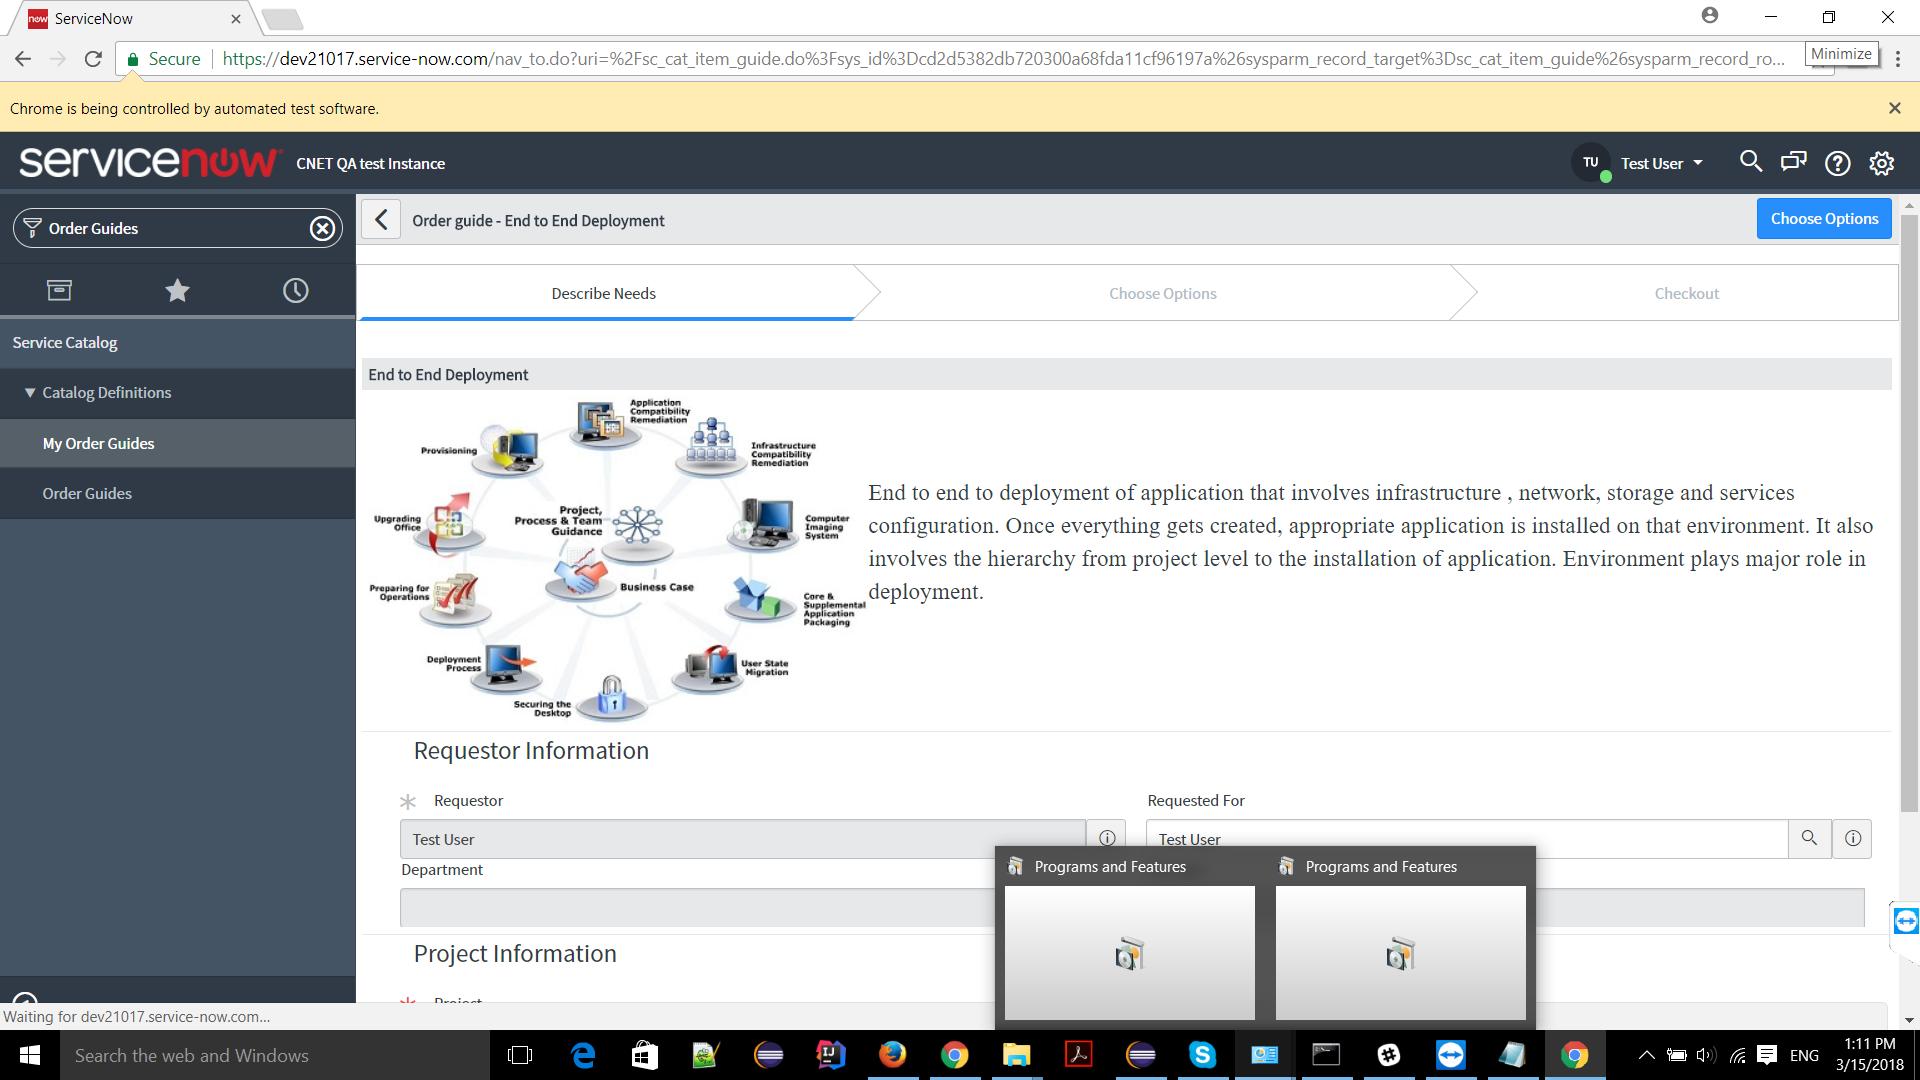 now ServiceNow
Secure https://dev21017.service-now.com/nav_to.do?uri=%2Fsc_cat_item_guide.do%3Fsys_id%3Dcd2d5382db720300a68fda11cf96197a%26sysparm_record_target%3Dsc_cat_item_guide%26sysparm_record_ro...
Minimize
Chrome is being controlled by automated test software.
servicenow CNET QA test Instance
TU Test User
Order Guides
Service Catalog
Catalog Definitions
My Order Guides
Order Guides
Order guide - End to End Deployment
Choose Options
Describe Needs
Choose Options
Checkout
End to End Deployment
Application
Compatibility
Remediation
Provisioning
Infrastructure
Compatibility
Remediation
Upgrading
Office
Project,
Process & Team
Guidance
Computer
Imaging
System
Preparing for
Operations
Business Case
Core &
Supplemental
Application
Packaging
Deployment
Process
User State
Migration
Securing the
Desktop
End to end to deployment of application that involves infrastructure , network, storage and services
configuration. Once everything gets created, appropriate application is installed on that environment. It also
involves the hierarchy from project level to the installation of application. Environment plays major role in
deployment.
Requestor Information
Requestor
Test User
Requested For
Test User
Department
Project Information
Project
Programs and Features
Programs and Features
Waiting for dev21017.service-now.com...
Search the web and Windows
ENG
1:11 PM
3/15/2018